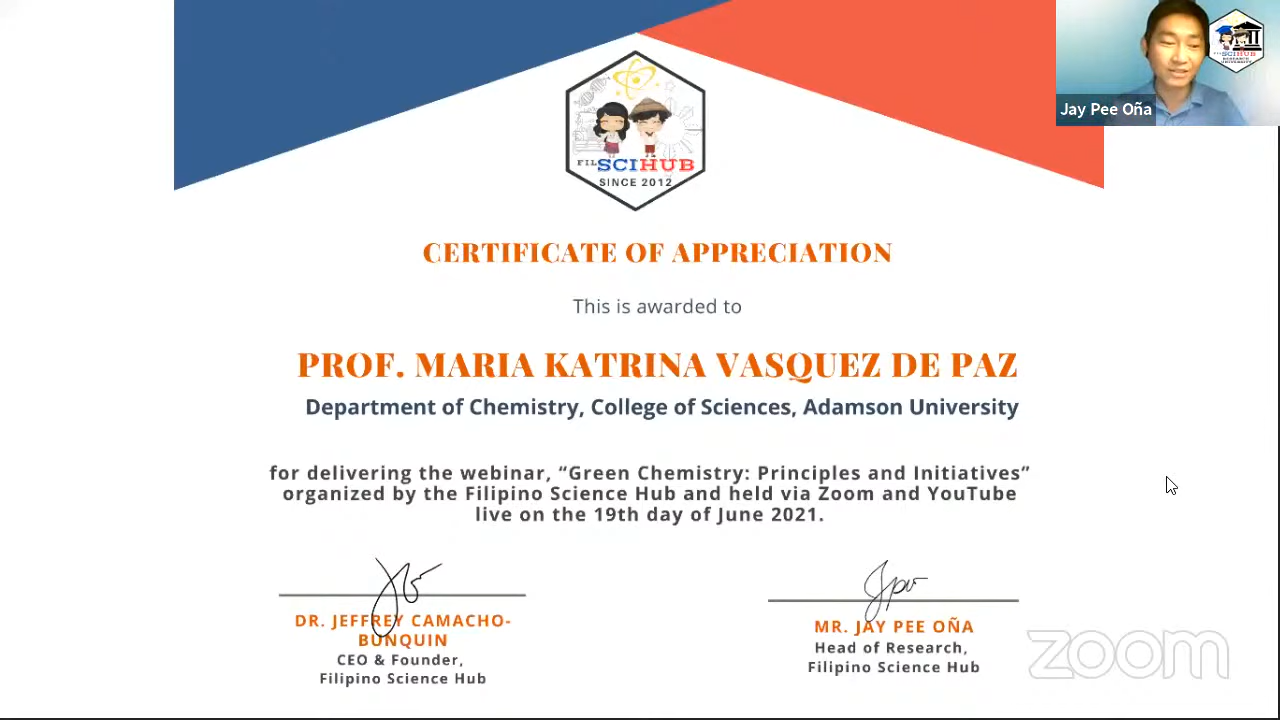 Jay Pee Oña
FILSCIHUB
SINCE 2012
CERTIFICATE OF APPRECIATION
This is awarded to
PROF. MARIA KATRINA VASQUEZ DE PAZ
Department of Chemistry, College of Sciences, Adamson University
for delivering the webinar, “Green Chemistry: Principles and Initiatives”
organized by the Filipino Science Hub and held via Zoom and YouTube
live on the 19th day of June 2021.
DR. JEFFREY CAMACHO-
BUNQUIN
CEO & Founder,
Filipino Science Hub
MR. JAY PEE OÑA
Head of Research,
Filipino Science Hub
zoom